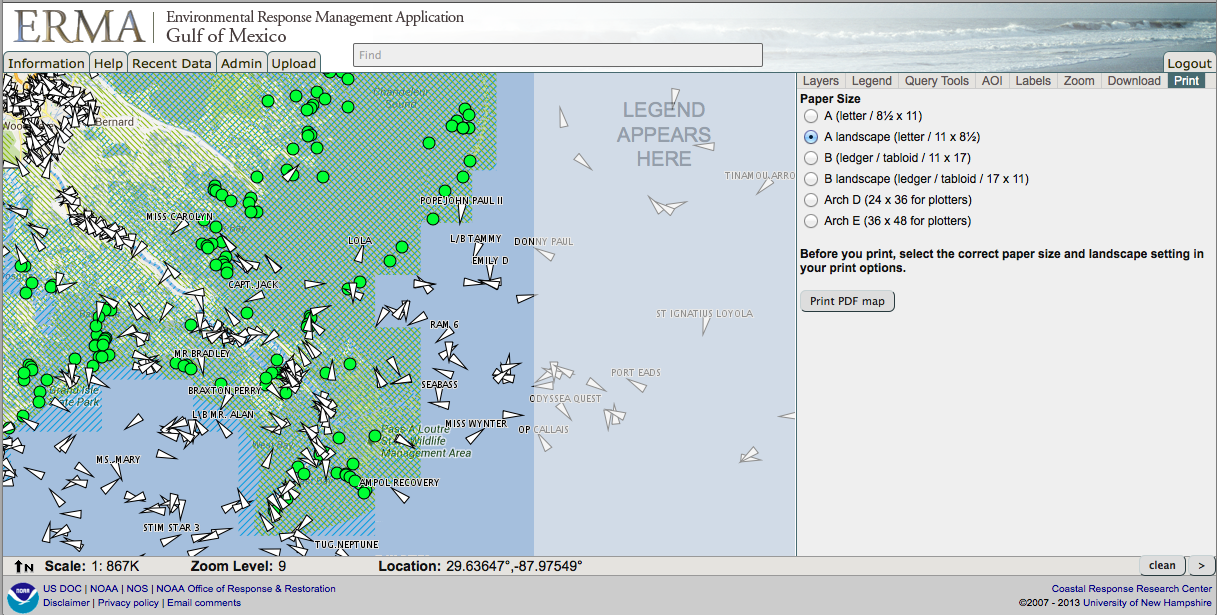 ERMA
Environmental Response Management Application
Gulf of Mexico
Find
Information
Help
Recent Data
Admin
Upload
Logout
Layers
Legend
Query Tools
AOI
Labels
Zoom
Download
Print
Paper Size
A (letter / 8½ x 11)
A landscape (letter / 11 x 8½)
B (ledger / tabloid / 11 x 17)
B landscape (ledger / tabloid / 17 x 11)
Arch D (24 x 36 for plotters)
Arch E (36 x 48 for plotters)
Before you print, select the correct paper size and landscape setting in
your print options.
Print PDF map
LEGEND
APPEARS
HERE
Chandeleur
Sound
Bernard
TINAMOU ARRO
POPE JOHN PAUL II
MISS CAROLYN
LOLA
L/B TAMMY
DONNY PAUL
EMILY D
CAPT. JACK
ST IGNATIUS LOYOLA
RAM 6
MR BRADLEY
PORT EADS
SEABASS
BRAXTON PERRY
Grand Isle
State Park
ODYSSEA QUEST
L/B MR. ALAN
MISS WYNTER
OP CALLAIS
Pass A Loutre
State Wildlife
Management Area
West Bay
MS. MARY
AMPOL RECOVERY
STIM STAR 3
TUG NEPTUNE
N
Scale: 1: 867K
Zoom Level: 9
Location: 29.63647°,-87.97549°
clean
>
NOAA
US DOC | NOAA | NOS | NOAA Office of Response & Restoration
Disclaimer | Privacy policy | Email comments
Coastal Response Research Center
©2007 - 2013 University of New Hampshire